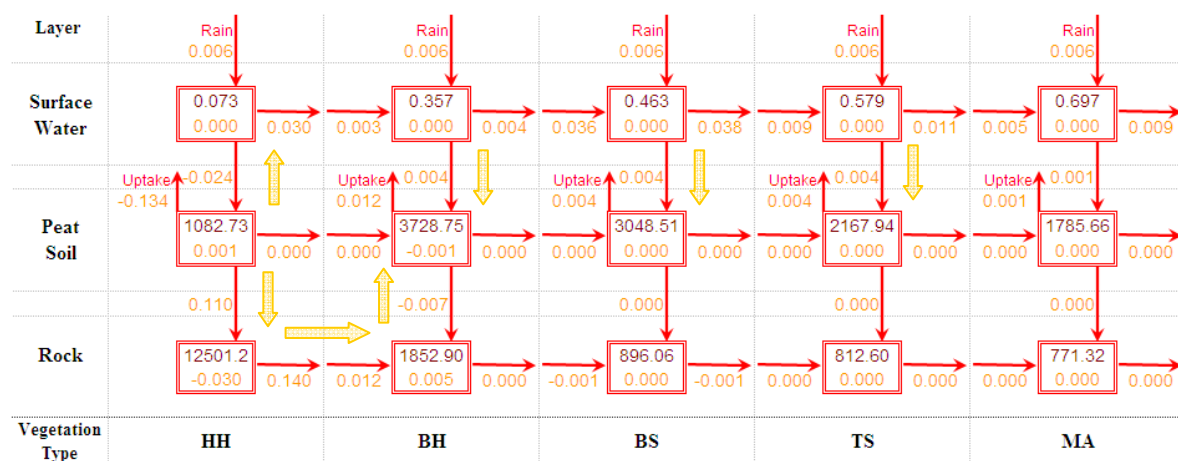 Layer
Rain Rain Rain Rain Rain
0.006 0.006 0.006 0.006 0.006
Surface Water
0.073 0.357 0.463 0.579 0.697
0.000 0.030 0.003 0.000 0.004 0.036 0.000 0.038 0.009 0.000 0.011 0.005 0.000 0.009
Uptake -0.024 Uptake 0.004 Uptake 0.004 Uptake 0.004 Uptake 0.001
-0.134 0.012 0.004 0.004 0.001
Peat Soil
1082.73 3728.75 3048.51 2167.94 1785.66
0.001 0.000 0.000 -0.001 0.000 0.000 0.000 0.000 0.000 0.000 0.000 0.000 0.000 0.000
0.110 -0.007 0.000 0.000 0.000
Rock
12501.2 1852.90 896.06 812.60 771.32
-0.030 0.140 0.012 0.005 0.000 -0.001 0.000 -0.001 0.000 0.000 0.000 0.000 0.000 0.000
Vegetation Type
HH BH BS TS MA